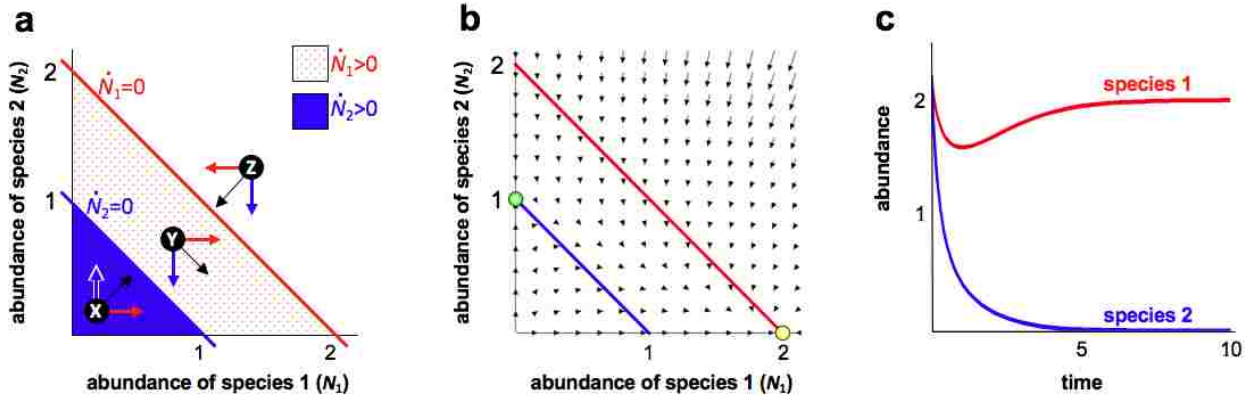 a
abundance of species 2 (N₂)
2
Ṅ₁=0
Ṅ₁>0
Ṅ₂>0
Z
1
Ṅ₂=0
Y
X
1
2
abundance of species 1 (N₁)
b
abundance of species 2 (N₂)
2
1
1
2
abundance of species 1 (N₁)
c
abundance
2
1
species 1
species 2
5
10
time